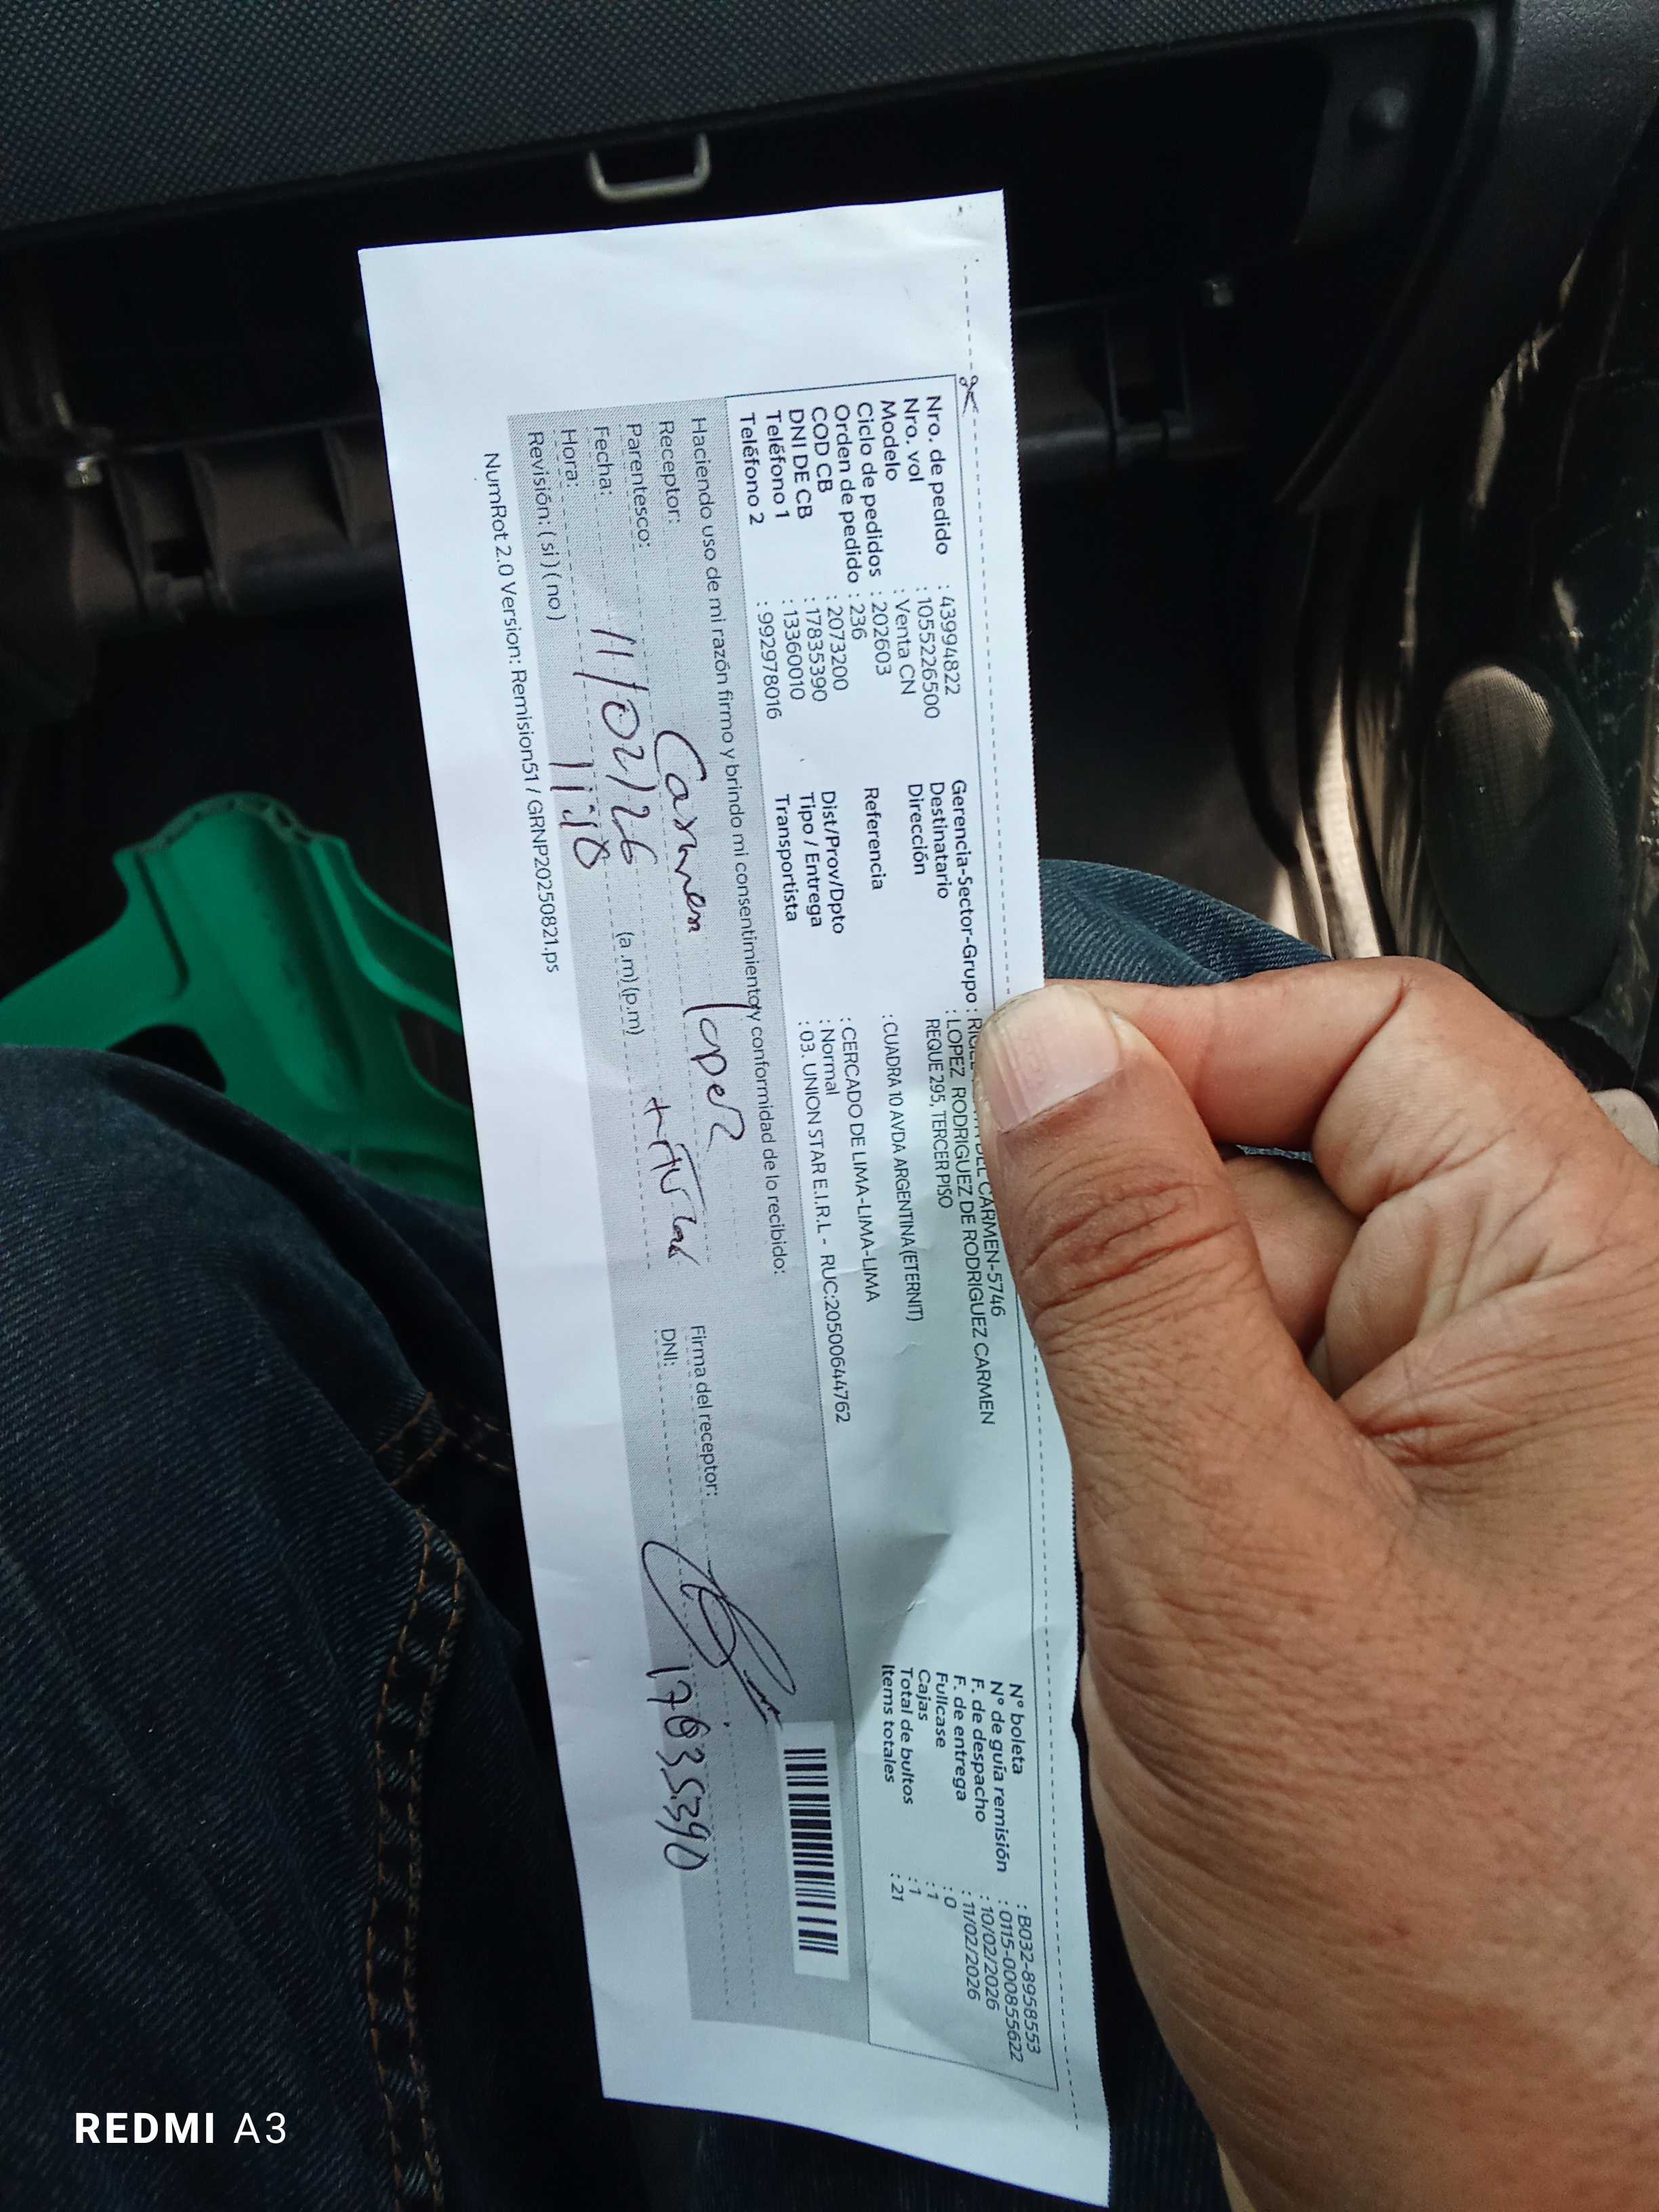 Nro. de pedido : 43994822
Nro. vol : 1055226500
Modelo : Venta CN
Ciclo de pedidos : 202603
Orden de pedido : 236
COD CB : 2073200
DNI DE CB : 17835390
Teléfono 1 : 13360010
Teléfono 2 : 992978016
Gerencia-Sector-Grupo : CARMEN-5746
Destinatario : LOPEZ RODRIGUEZ DE RODRIGUEZ CARMEN
Dirección REQUE 295, TERCER PISO
Referencia : CUADRA 10 AVDA ARGENTINA(ETERNIT)
Dist/Prov/Dpto : CERCADO DE LIMA-LIMA-LIMA
Tipo / Entrega : Normal
Transportista : 03. UNION STAR E.I.R.L - RUC:20500644762
N° boleta : B032-8958553
N° de guía remisión : 0115-000855622
F. de despacho : 10/02/2026
F. de entrega : 11/02/2026
Fullcase : 0
Cajas : 1
Total de bultos : 1
Items totales : 21
Haciendo uso de mi razón firmo y brindo mi consentimiento y conformidad de lo recibido:
Receptor: Carmen lopez
Parentesco:
Fecha: 11/02/26
Hora: 11:10 (a.m)(p.m)
Revisión: ( si ) ( no )
Firma del receptor:
DNI: 17835390
NumRot 2.0 Version: Remision51 / GRNP20250821.ps
REDMI A3